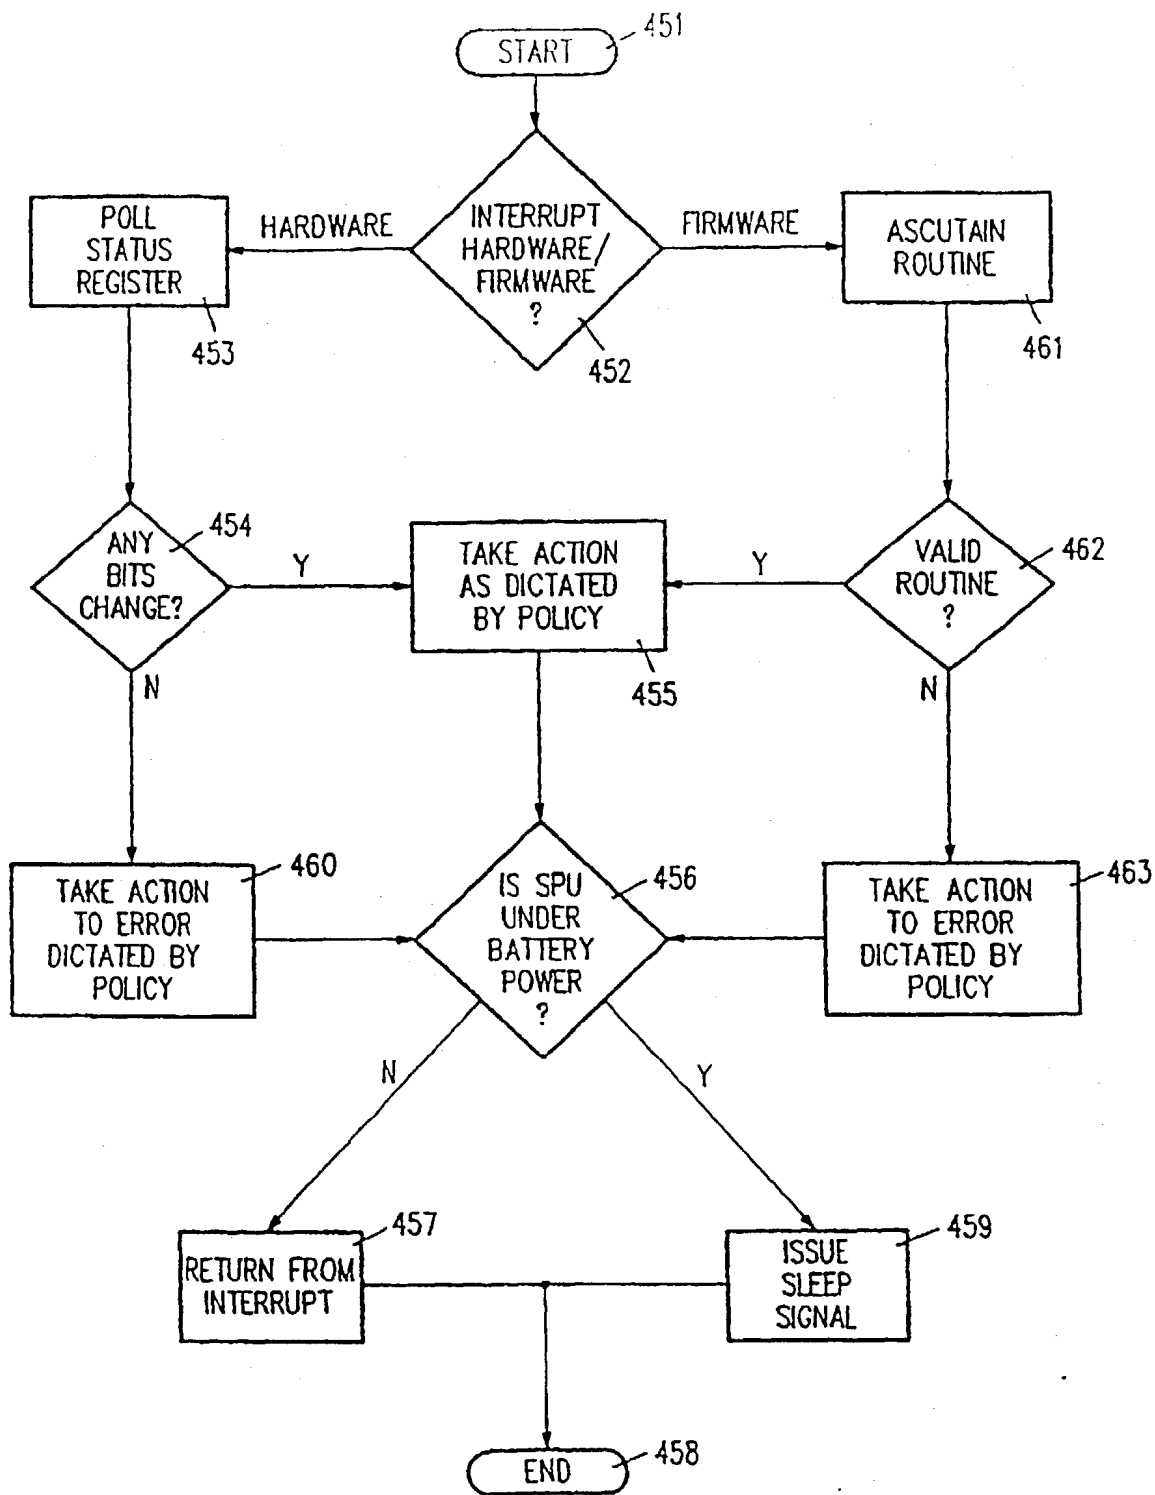 START
451
INTERRUPT
HARDWARE/
FIRMWARE
?
452
HARDWARE
FIRMWARE
POLL
STATUS
REGISTER
453
ASCUTAIN
ROUTINE
461
ANY
BITS
CHANGE?
454
Y
N
TAKE ACTION
AS DICTATED
BY POLICY
455
VALID
ROUTINE
?
462
Y
N
TAKE ACTION
TO ERROR
DICTATED BY
POLICY
460
IS SPU
UNDER
BATTERY
POWER
?
456
TAKE ACTION
TO ERROR
DICTATED BY
POLICY
463
N
Y
RETURN FROM
INTERRUPT
457
ISSUE
SLEEP
SIGNAL
459
END
458